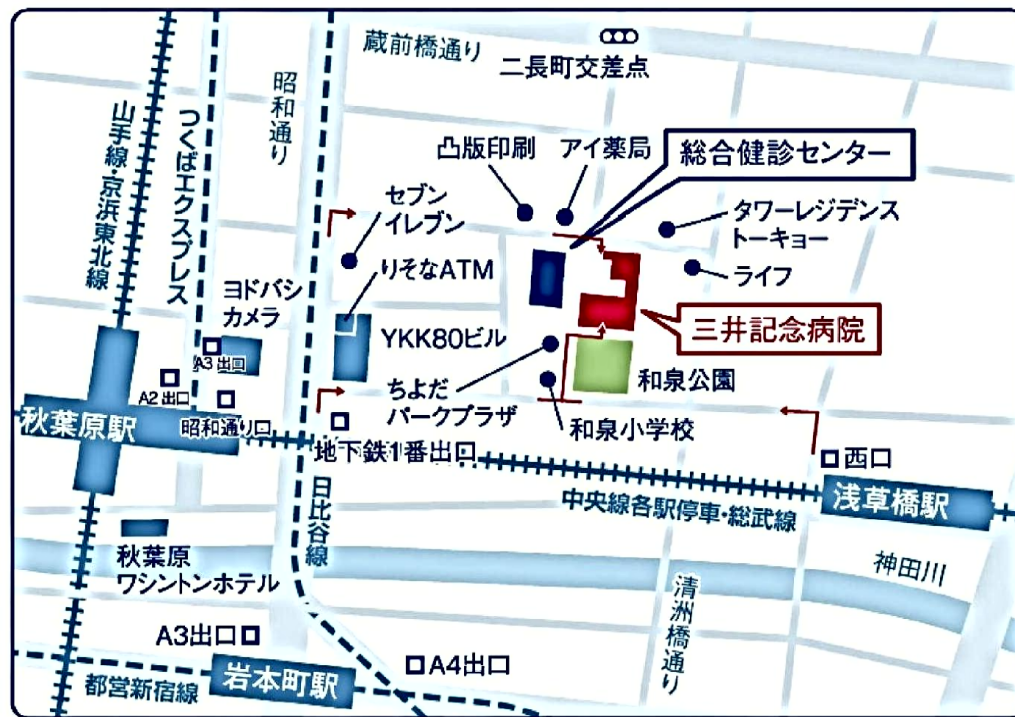 蔵前橋通り
二長町交差点
昭和通り
つくばエクスプレス
山手線・京浜東北線
凸版印刷
アイ薬局
総合健診センター
セブン
イレブン
タワーレジデンス
トーキョー
りそなATM
ライフ
ヨドバシ
カメラ
YKK80ビル
三井記念病院
A3出口
A2出口
ちよだ
パークプラザ
和泉公園
秋葉原駅
昭和通り口
和泉小学校
地下鉄1番出口
西口
日比谷線
中央線各駅停車・総武線
浅草橋駅
秋葉原
ワシントンホテル
神田川
清洲橋通り
A3出口
A4出口
岩本町駅
都営新宿線